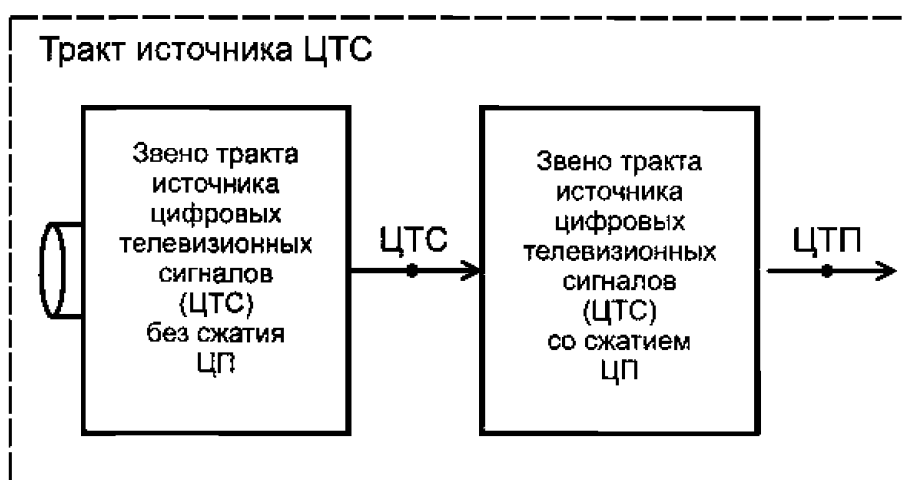 Тракт источника ЦТС
Звено тракта
источника
цифровых
телевизионных
сигналов
(ЦТС)
без сжатия
ЦП
ЦТС
Звено тракта
источника
цифровых
телевизионных
сигналов
(ЦТС)
со сжатием
ЦП
ЦТП